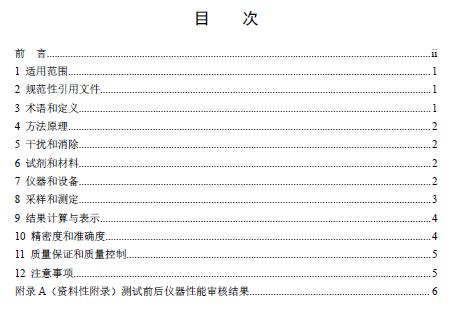 目 次
前 言 ii
1 适用范围 1
2 规范性引用文件 1
3 术语和定义 1
4 方法原理 2
5 干扰和消除 2
6 试剂和材料 2
7 仪器和设备 2
8 采样和测定 3
9 结果计算与表示 4
10 精密度和准确度 4
11 质量保证和质量控制 5
12 注意事项 5
附录 A（资料性附录）测试前后仪器性能审核结果 6